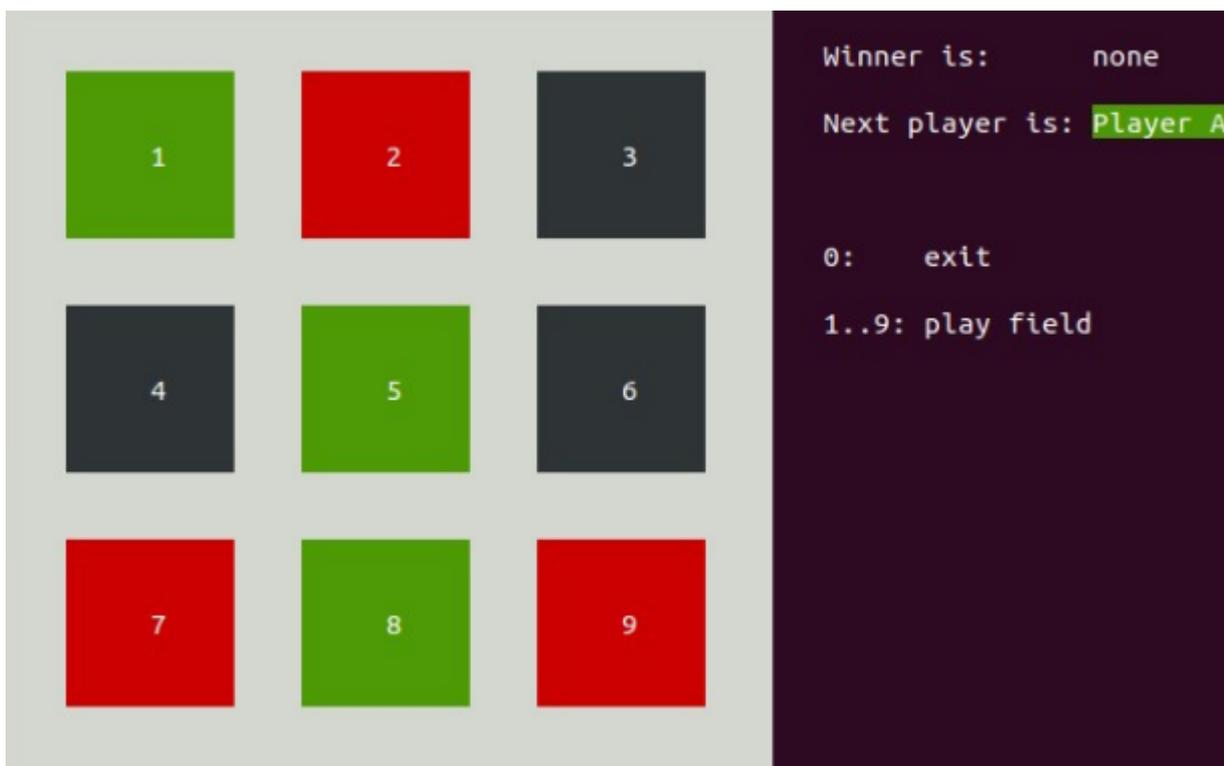 1 2 3
4 5 6
7 8 9
Winner is: none
Next player is: Player A
0: exit
1..9: play field